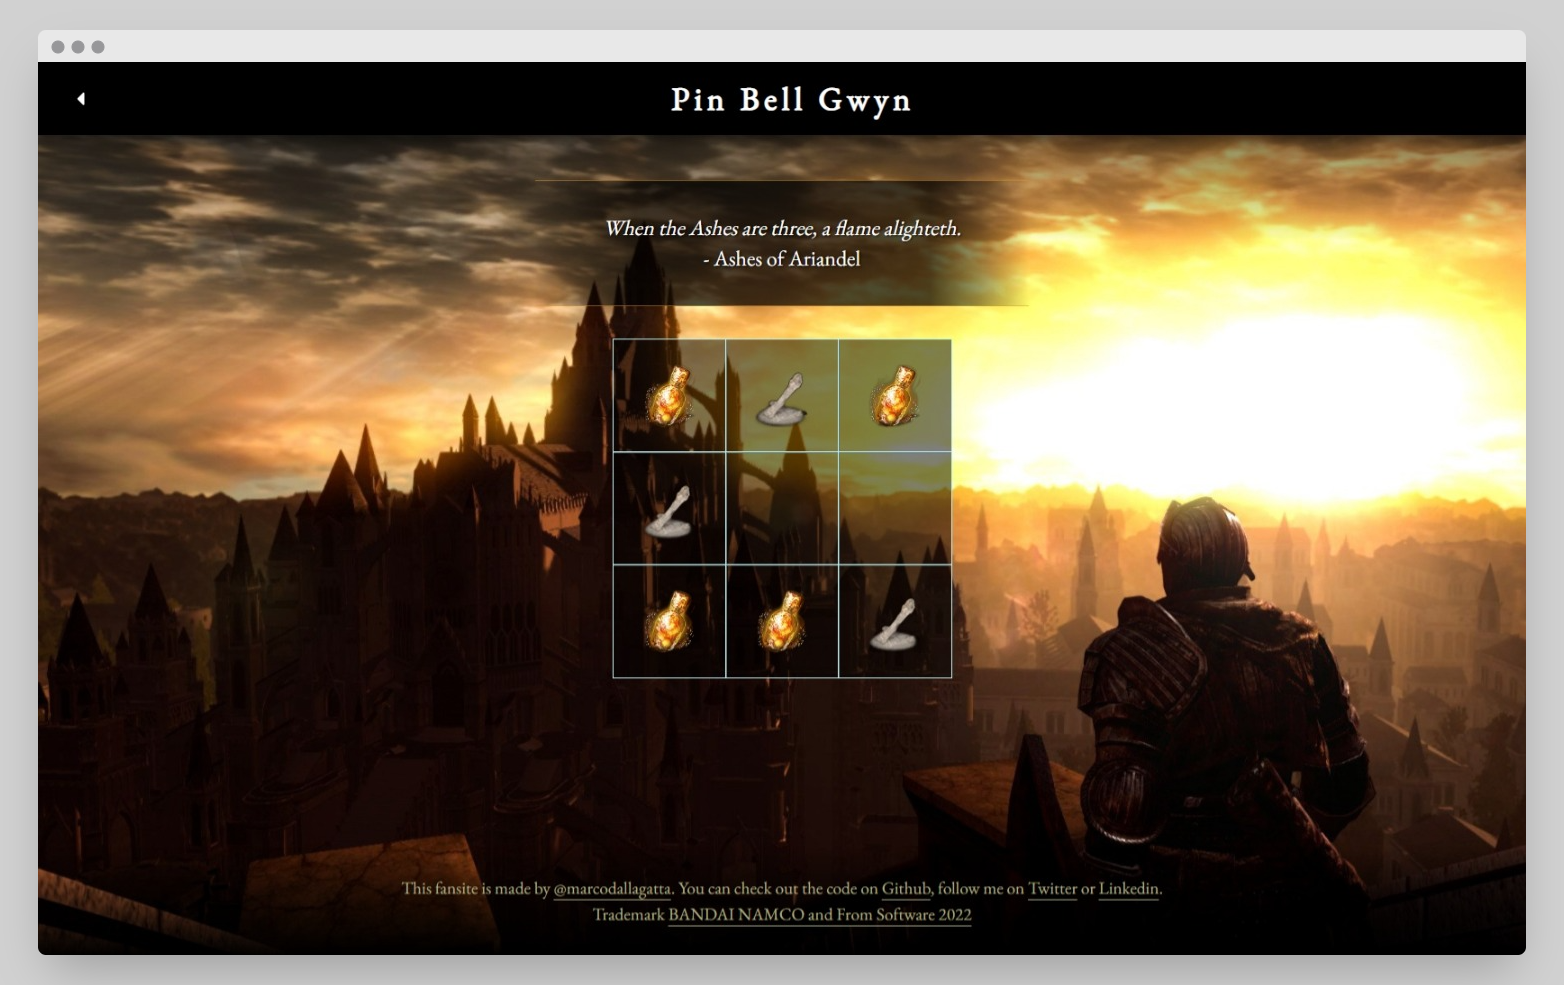 Pin Bell Gwyn
When the Ashes are three, a flame alighteth.
- Ashes of Ariandel
This fansite is made by @marcodallagatta. You can check out the code on Github, follow me on Twitter or Linkedin.
Trademark BANDAI NAMCO and From Software 2022